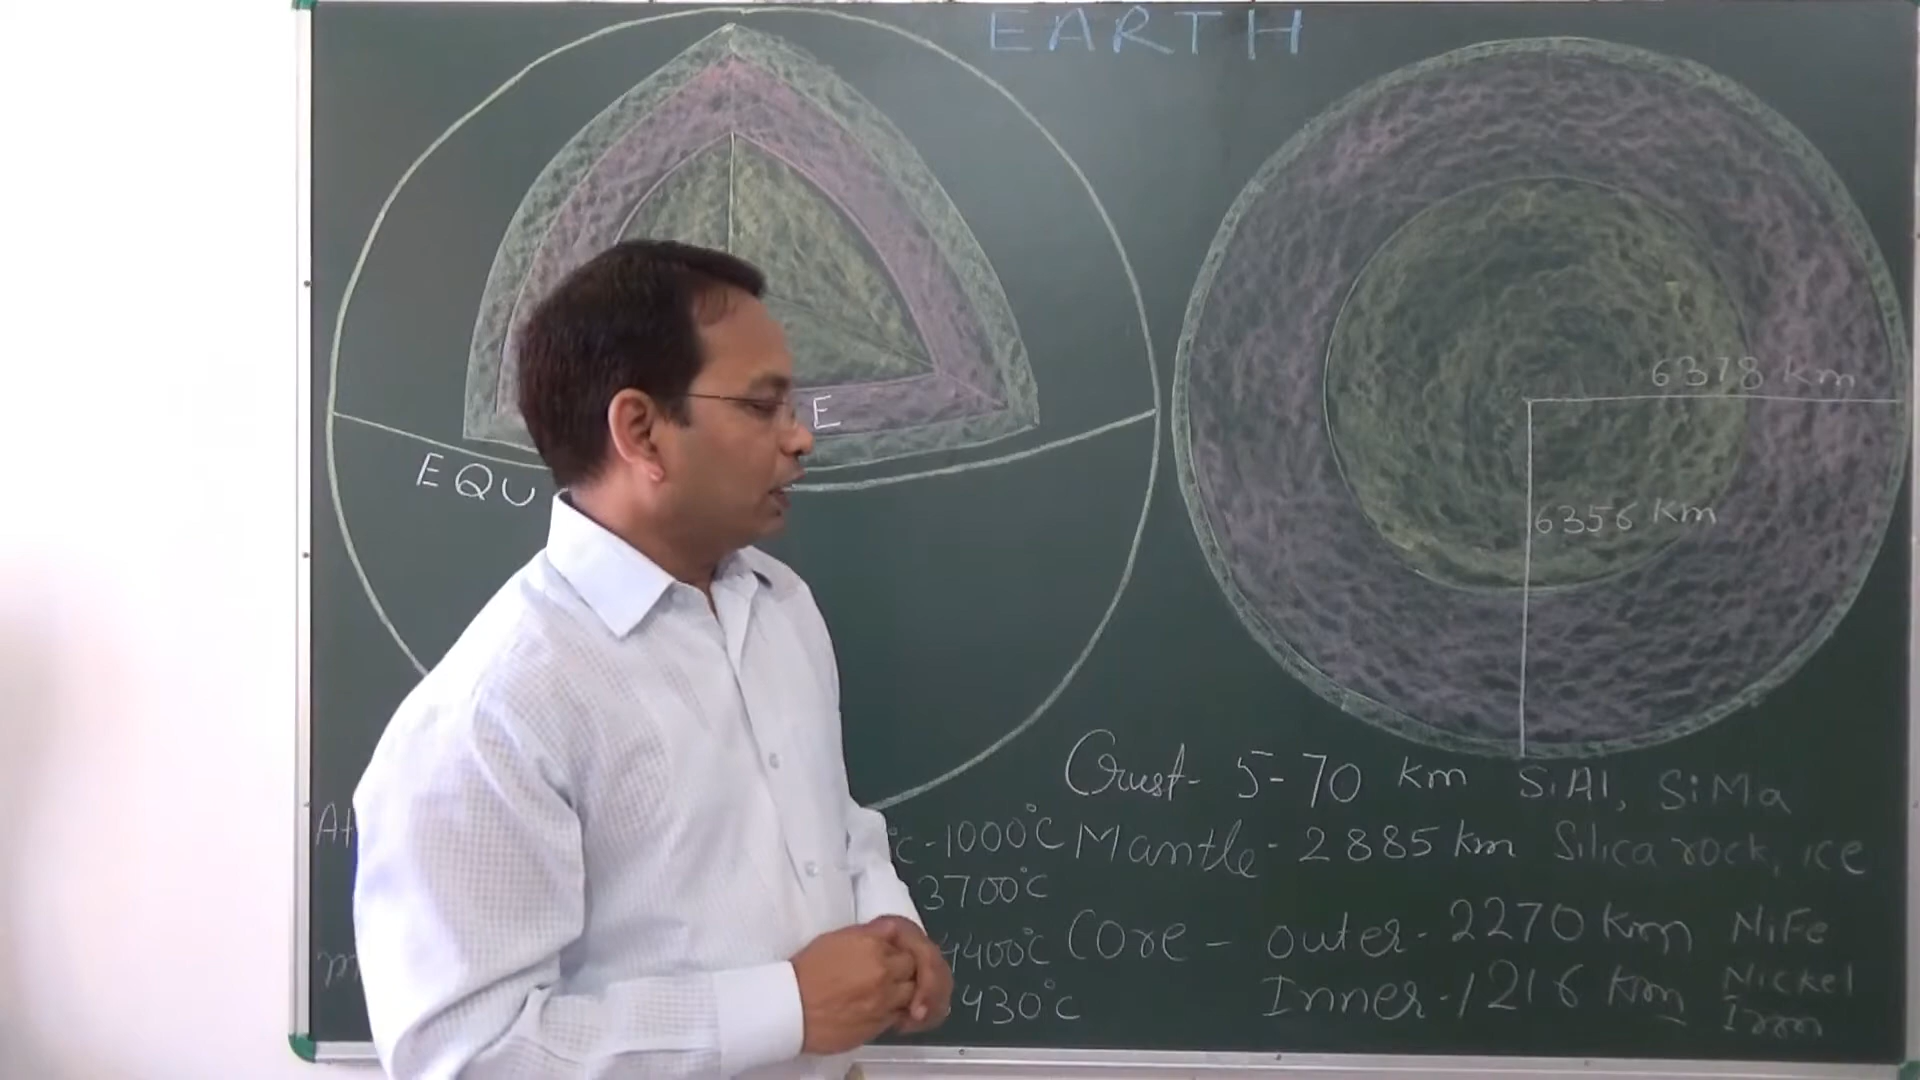 EARTH
6378 km
E
EQU
6356 km
Crust- 5-70 km SiAl, SiMa
-1000°C Mantle - 2885 km Silica rock, ice
3700°C
4400°C Core - outer - 2270 km NiFe
430°C Inner - 1216 km Nickel
Iron